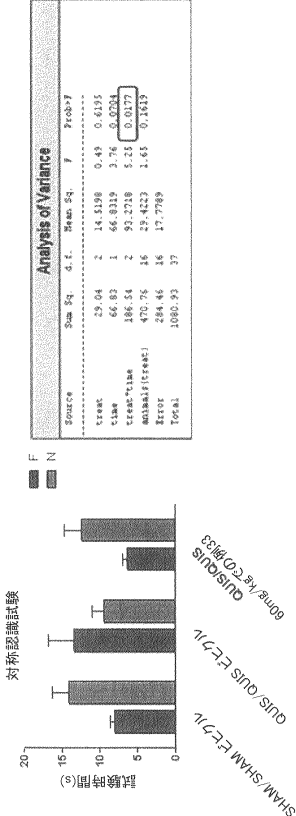 対称認識試験
F
N
試験時間(s)
20
15
10
5
0
SHAM/SHAM ビヒクル
QUIS/QUIS ビヒクル
QUIS/QUIS
60mg/kgでの例33
Analysis of Variance
Source Sum Sq. d.f. Mean Sq. F Prob>F
treat 29.04 2 14.5198 0.49 0.6195
time 66.83 1 66.8319 3.76 0.0704
treat*time 186.54 2 93.2718 5.25 0.0177
animals(treat) 470.76 16 29.4223 1.65 0.1619
Error 284.46 16 17.7789
Total 1080.93 37